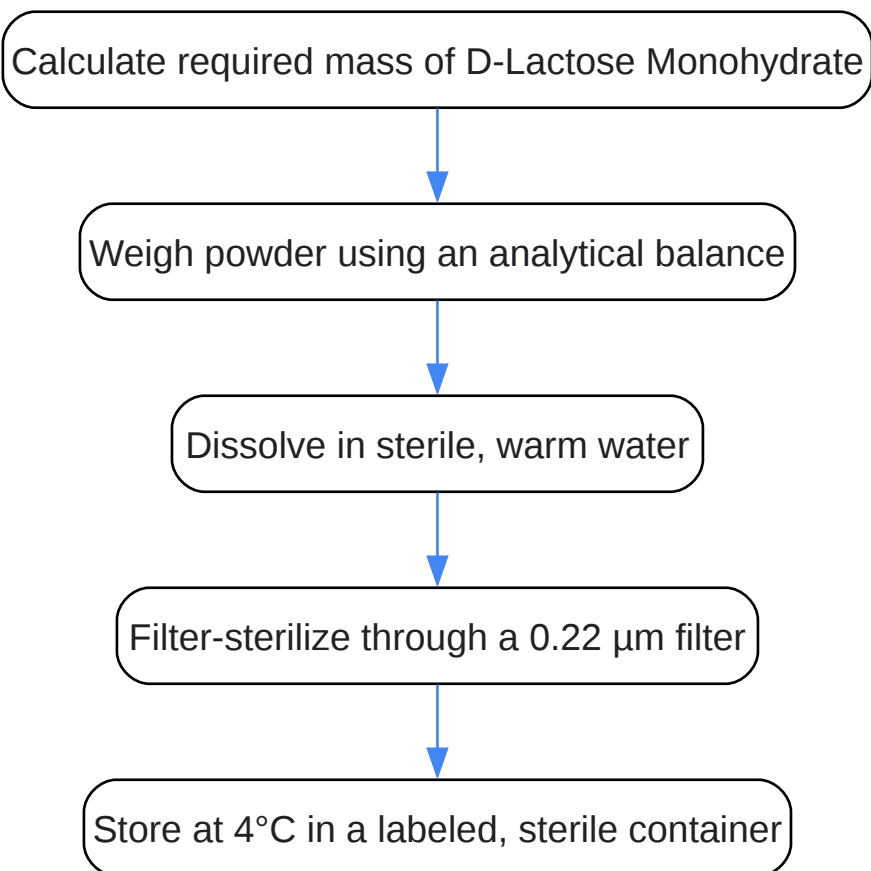 Calculate required mass of D-Lactose Monohydrate
Weigh powder using an analytical balance
Dissolve in sterile, warm water
Filter-sterilize through a 0.22 µm filter
Store at 4°C in a labeled, sterile container